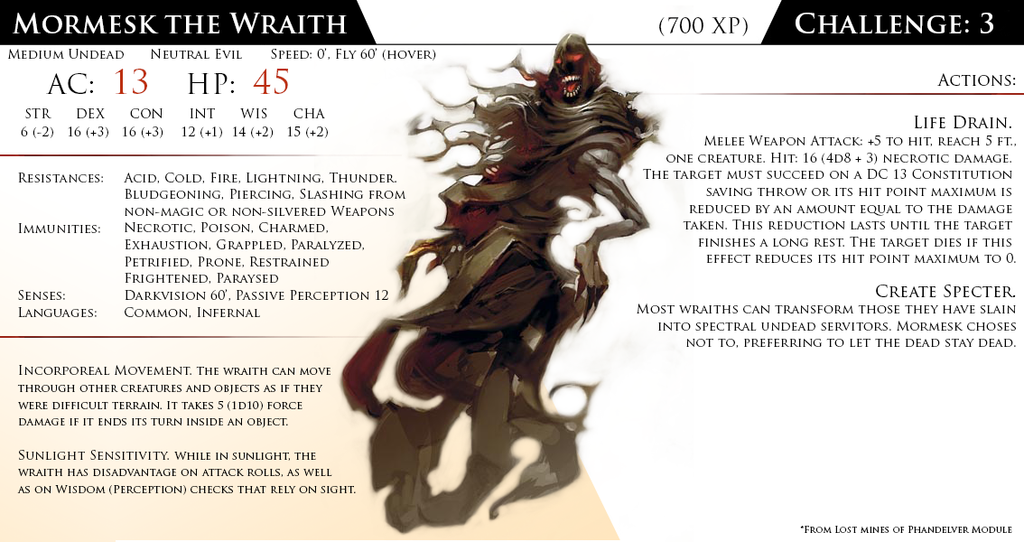 Mormesk the Wraith
(700 XP)
Challenge: 3
Medium Undead Neutral Evil Speed: 0', Fly 60' (hover)
AC: 13 HP: 45
STR DEX CON INT WIS CHA
6 (-2) 16 (+3) 16 (+3) 12 (+1) 14 (+2) 15 (+2)
Resistances: Acid, Cold, Fire, Lightning, Thunder,
Bludgeoning, Piercing, Slashing from
non-magic or non-silvered Weapons
Immunities: Necrotic, Poison, Charmed,
Exhaustion, Grappled, Paralyzed,
Petrified, Prone, Restrained
Frightened, Paraysed
Senses: Darkvision 60', Passive Perception 12
Languages: Common, Infernal
Incorporeal Movement. The wraith can move
through other creatures and objects as if they
were difficult terrain. It takes 5 (1d10) force
damage if it ends its turn inside an object.
Sunlight Sensitivity. While in sunlight, the
wraith has disadvantage on attack rolls, as well
as on Wisdom (Perception) checks that rely on sight.
Actions:
Life Drain.
Melee Weapon Attack: +5 to hit, reach 5 ft.,
one creature. Hit: 16 (4d8 + 3) necrotic damage.
The target must succeed on a DC 13 Constitution
saving throw or its hit point maximum is
reduced by an amount equal to the damage
taken. This reduction lasts until the target
finishes a long rest. The target dies if this
effect reduces its hit point maximum to 0.
Create Specter.
Most wraiths can transform those they have slain
into spectral undead servitors. Mormesk choses
not to, preferring to let the dead stay dead.
*From Lost mines of Phandelver Module